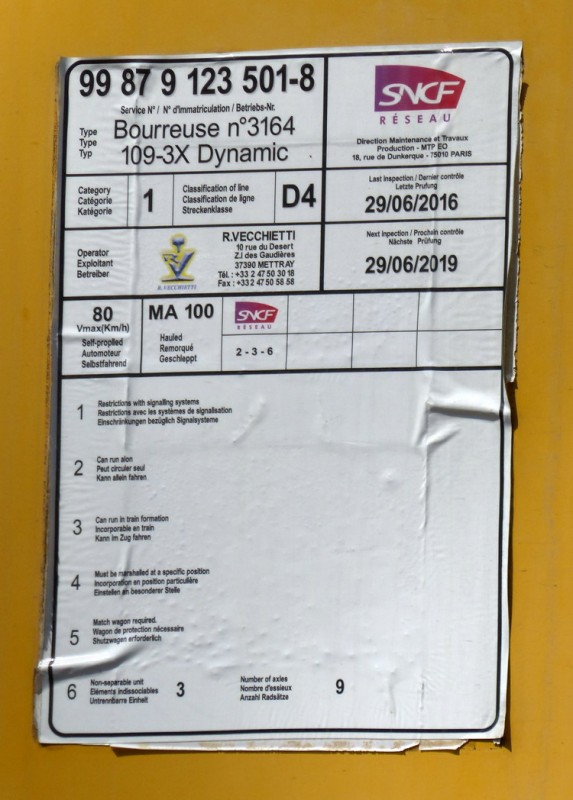 99 87 9 123 501-8
Service N° / N° d'immatriculation / Betriebs-Nr.
Type
Type
Typ
Bourreuse n°3164
109-3X Dynamic
SNCF
RÉSEAU
Direction Maintenance et Travaux
Production - MTP EO
18, rue de Dunkerque - 75010 PARIS
Category
Catégorie
Kategórie
1
Classification of line
Classification de ligne
Streckenklasse
D4
Last inspection / Dernier contrôle
Letzte Prufung
29/06/2016
Operator
Exploitant
Betreiber
R.VECCHIETTI
R.VECCHIETTI
10 rue du Desert
Z.I des Gaudières
37390 METTRAY
Tél. : +33 2 47 50 30 18
Fax : +33 2 47 50 58 58
Next inpection / Prochain contrôle
Nächste Prüfung
29/06/2019
80
Vmax(Km/h)
Self-proplled
Automoteur
Selbstfahrend
MA 100
Hauled
Remorqué
Geschleppt
SNCF
RÉSEAU
2 - 3 - 6
1
Restrictions with signalling systems
Restrictions avec les systèmes de signalisation
Einschränkungen bezüglich Signalsysteme
2
Can run alon
Peut circuler seul
Kann allein fahren
3
Can run in train formation
Incorporable en train
Kann im Zug fahren
4
Must be marshalled at a specific position
Incorporation en position particulière
Einstellen an besonderer Stelle
5
Match wagon required.
Wagon de protection nécessaire
Shutzwagen erforderlich
6
Non-seperable unit
Eléments indissociables
Untrennbarre Einheit
3
Number of axles
Nombre d'essieux
Anzahl Radsätze
9